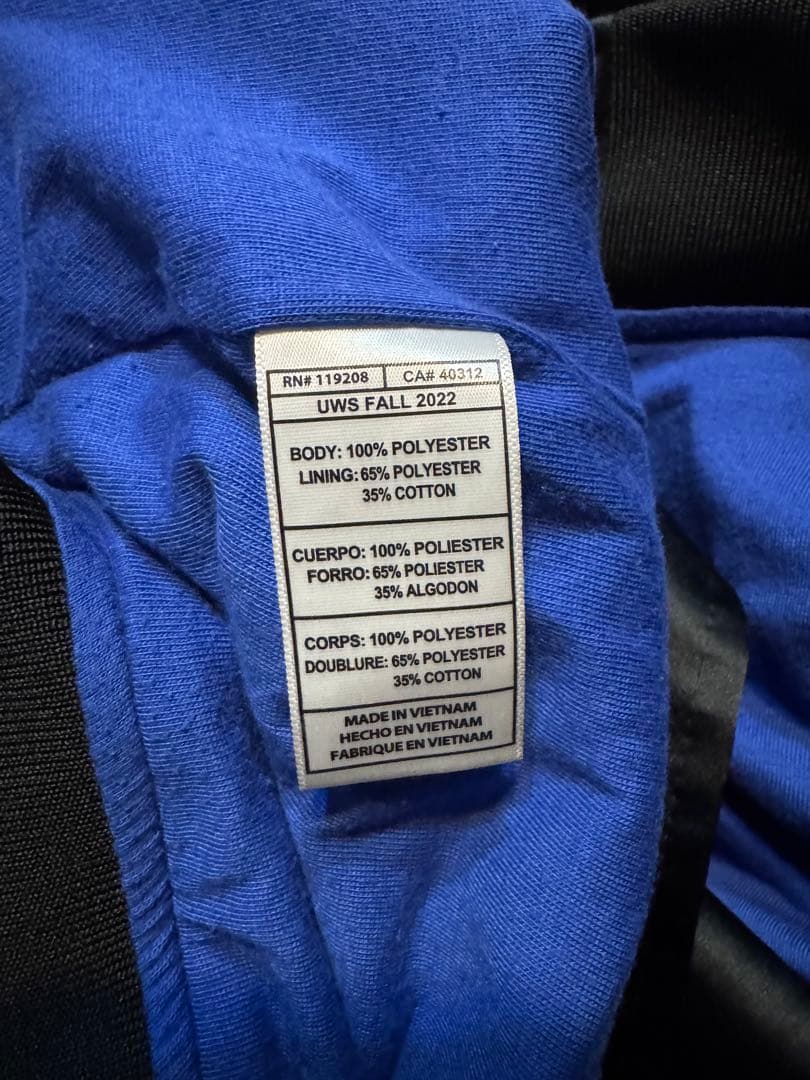 RN# 119208 CA# 40312
UWS FALL 2022
BODY: 100% POLYESTER
LINING: 65% POLYESTER
35% COTTON
CUERPO: 100% POLIESTER
FORRO: 65% POLIESTER
35% ALGODON
CORPS: 100% POLYESTER
DOUBLURE: 65% POLYESTER
35% COTTON
MADE IN VIETNAM
HECHO EN VIETNAM
FABRIQUE EN VIETNAM